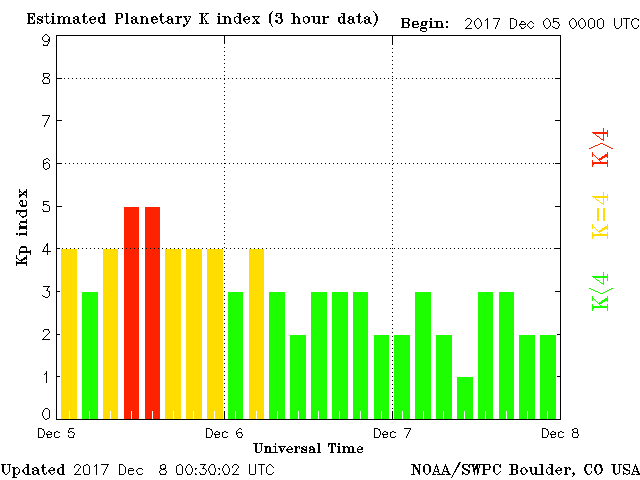 Estimated Planetary K index (3 hour data)
Begin: 2017 Dec 05 0000 UTC
9
8
7
6
5
4
3
2
1
0
Kp index
K>4
K=4
K<4
Dec 5
Dec 6
Dec 7
Dec 8
Universal Time
Updated 2017 Dec 8 00:30:02 UTC
NOAA/SWPC Boulder, CO USA